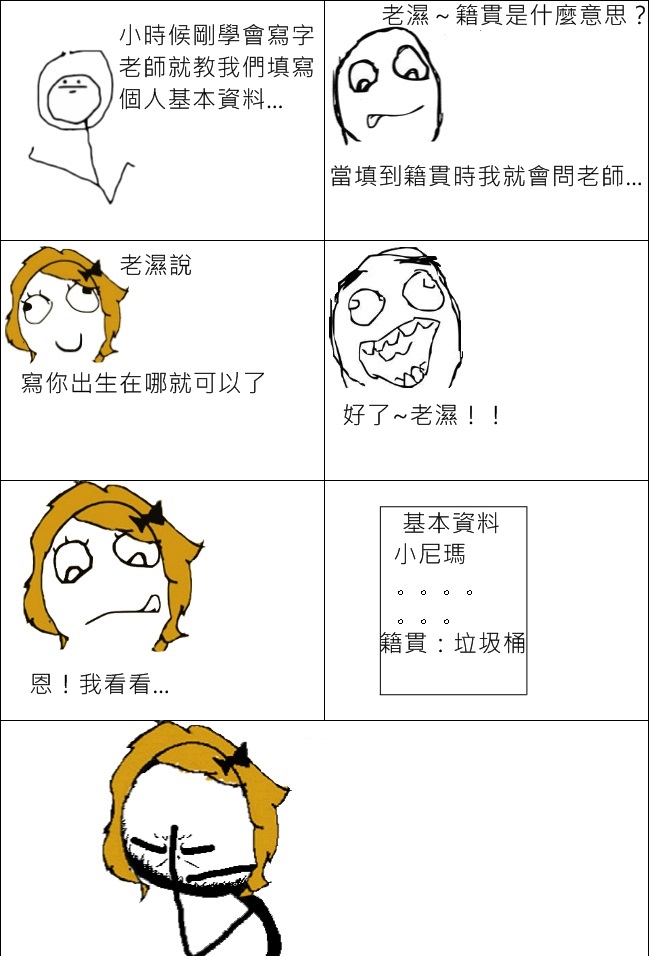 小時候剛學會寫字
老師就教我們填寫
個人基本資料...
老濕～籍貫是什麼意思？
當填到籍貫時我就會問老師...
老濕說
寫你出生在哪就可以了
好了~老濕！！
恩！我看看...
基本資料
小尼瑪
。。。。
。。。
籍貫：垃圾桶